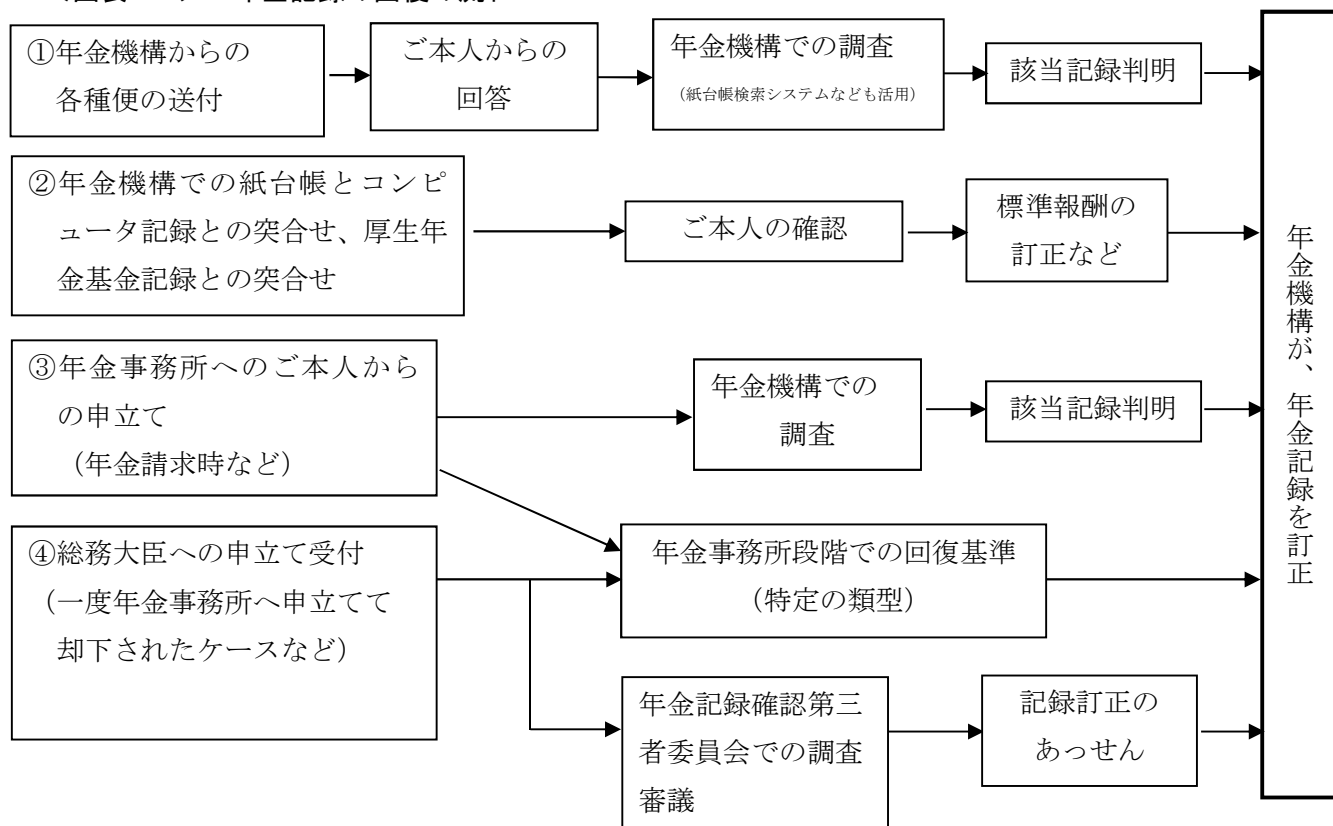 ①年金機構からの
各種便の送付
ご本人からの
回答
年金機構での調査
（紙台帳検索システムなども活用）
該当記録判明
②年金機構での紙台帳とコンピ
ュータ記録との突合せ、厚生年
金基金記録との突合せ
ご本人の確認
標準報酬の
訂正など
③年金事務所へのご本人から
の申立て
（年金請求時など）
年金機構での
調査
該当記録判明
④総務大臣への申立て受付
（一度年金事務所へ申立てて
却下されたケースなど）
年金事務所段階での回復基準
（特定の類型）
年金記録確認第三
者委員会での調査
審議
記録訂正の
あっせん
年金機構が、年金記録を訂正